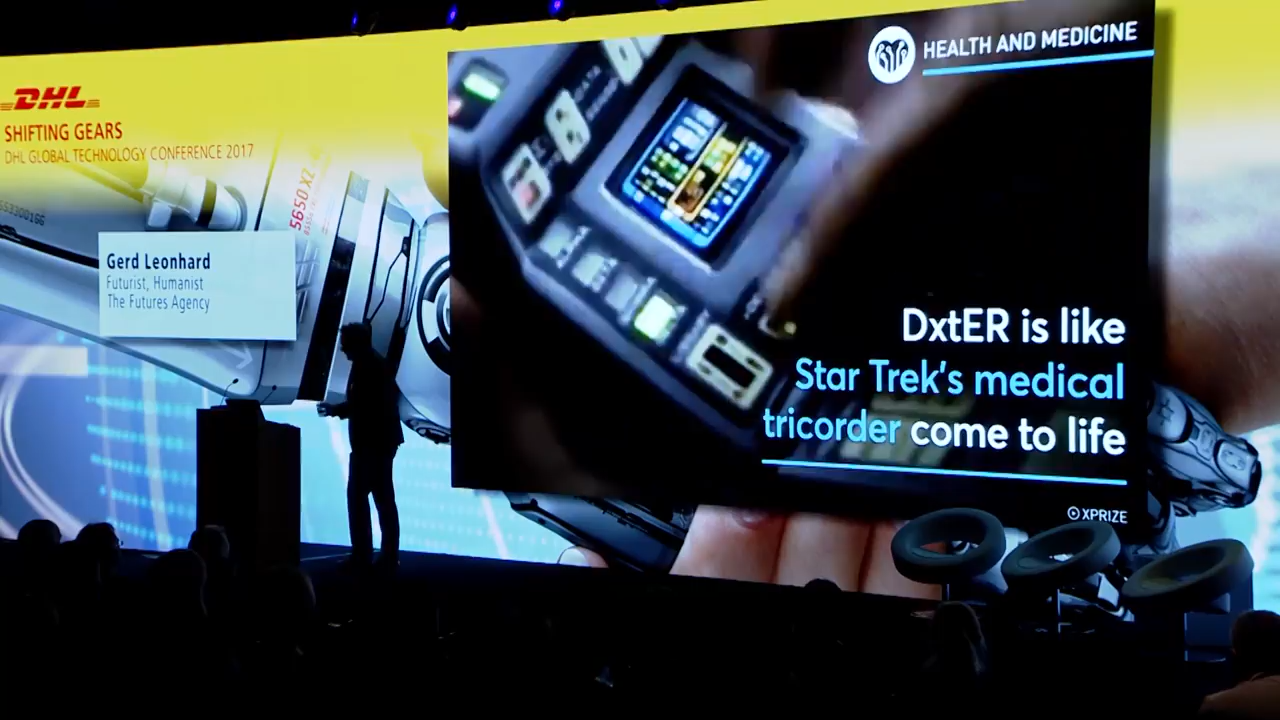 DHL
SHIFTING GEARS
DHL GLOBAL TECHNOLOGY CONFERENCE 2017
5650 XZ
Gerd Leonhard
Futurist, Humanist
The Futures Agency
HEALTH AND MEDICINE
DxtER is like
Star Trek's medical
tricorder come to life
XPRIZE